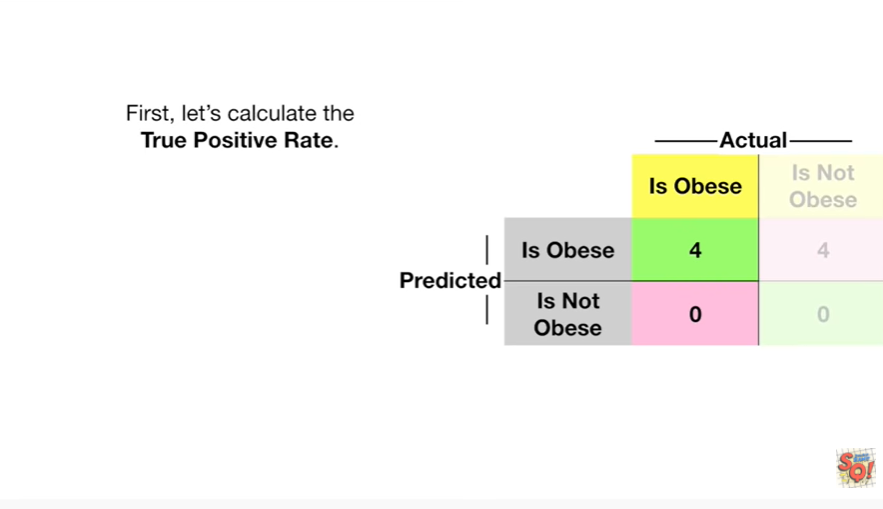 First, let's calculate the
True Positive Rate.
Actual
Is Obese
Is Not
Obese
Predicted
Is Obese
4
4
Is Not
Obese
0
0
SO!